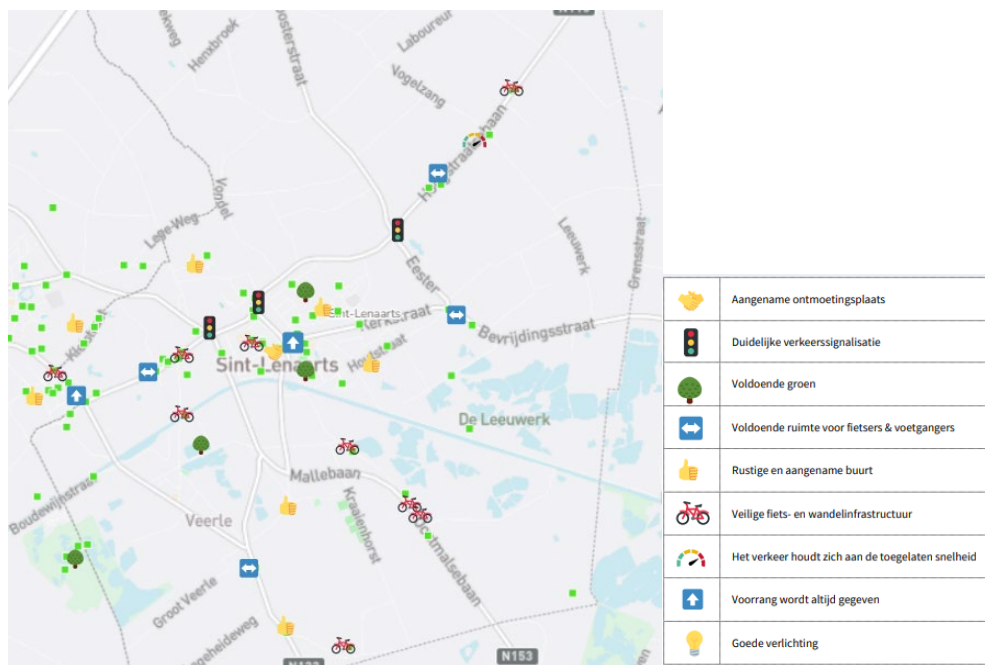 Henxbrook
Laboureur
Vogelzang
Vondel
Lege-Weg
Leeuwerk
Grensstraat
Eester
Sint-Lenaarts
Kerkstraat
Bevrijdingsstraat
Sint-Lenaarts
De Leeuwerk
Mallebaan
Boudewijnstraat
Veerle
Kraaienhorst
Oostmalsebaan
Groot Veerle
N153
Aangename ontmoetingsplaats
Duidelijke verkeerssignalisatie
Voldoende groen
Voldoende ruimte voor fietsers & voetgangers
Rustige en aangename buurt
Veilige fiets- en wandelinfrastructuur
Het verkeer houdt zich aan de toegelaten snelheid
Voorrang wordt altijd gegeven
Goede verlichting